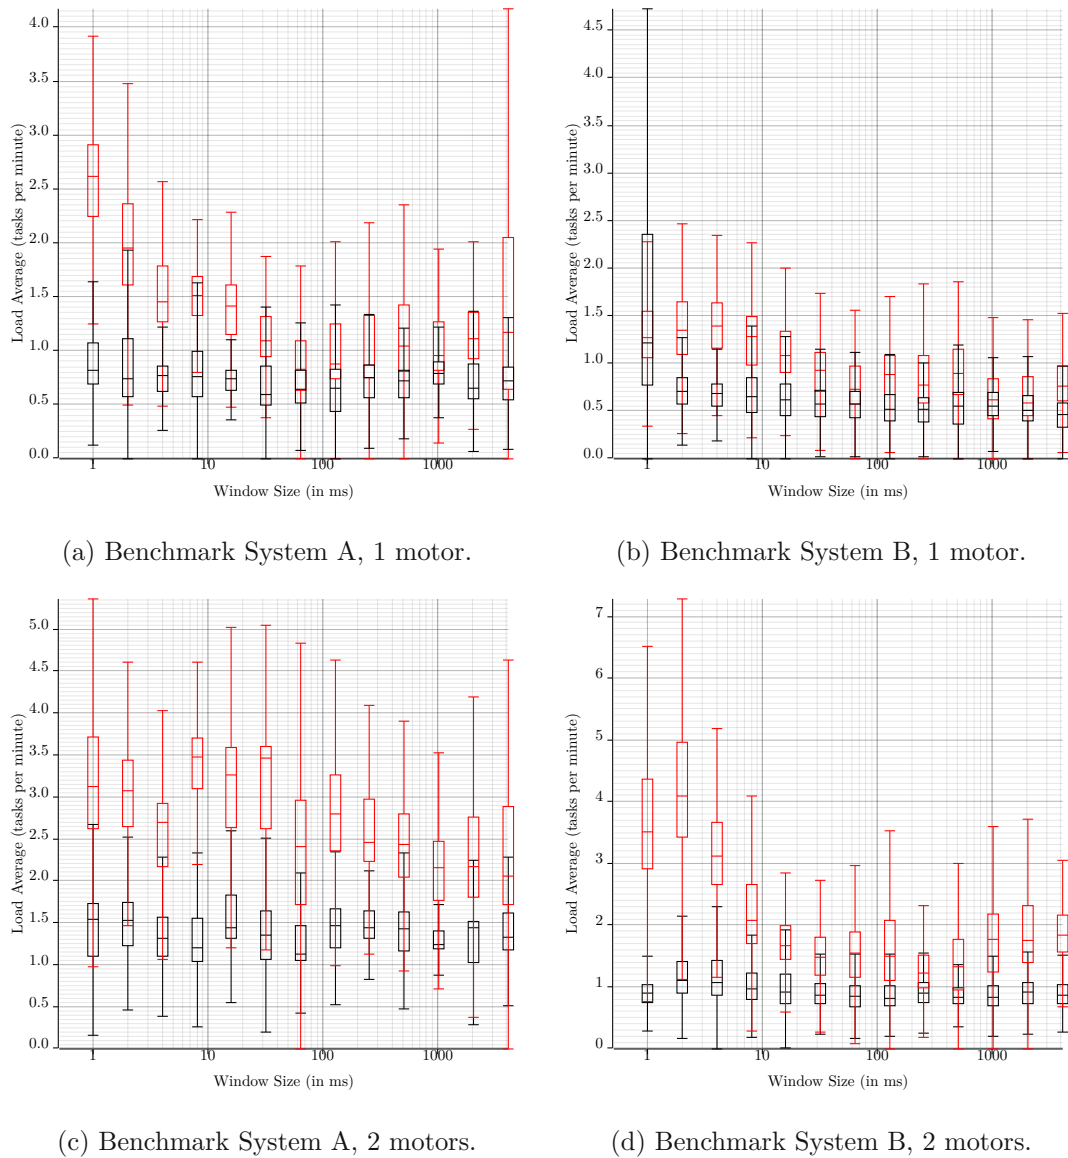 4.0
3.5
3.0
2.5
2.0
1.5
1.0
0.5
0.0
Load Average (tasks per minute)
1 10 100 1000
Window Size (in ms)
(a) Benchmark System A, 1 motor.
4.5
4.0
3.5
3.0
2.5
2.0
1.5
1.0
0.5
0.0
Load Average (tasks per minute)
1 10 100 1000
Window Size (in ms)
(b) Benchmark System B, 1 motor.
5.0
4.5
4.0
3.5
3.0
2.5
2.0
1.5
1.0
0.5
0.0
Load Average (tasks per minute)
1 10 100 1000
Window Size (in ms)
(c) Benchmark System A, 2 motors.
7
6
5
4
3
2
1
0
Load Average (tasks per minute)
1 10 100 1000
Window Size (in ms)
(d) Benchmark System B, 2 motors.